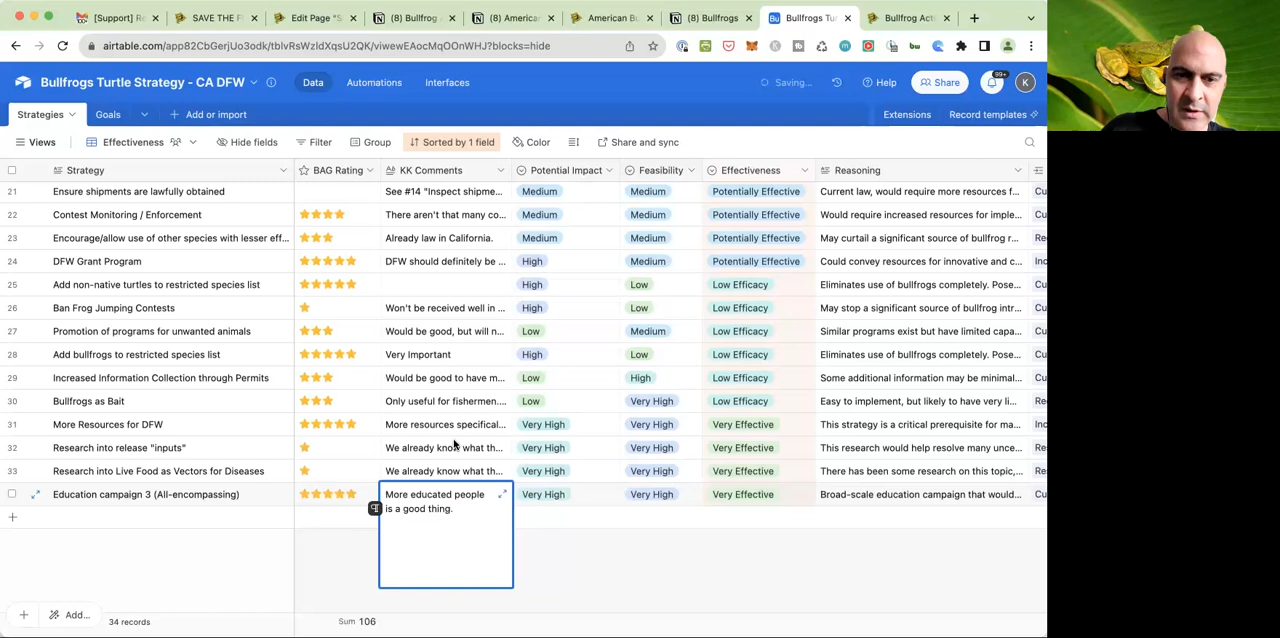 [Support] Re
SAVE THE F
Edit Page "S
(8) Bullfrog
(8) American
American Bu
(8) Bullfrogs
Bullfrogs Tur
Bullfrog Acti
airtable.com/app82CbGerjUo3odk/tblvRsWzldXqsU2QK/viwewEAocMqOOnWHJ?blocks=hide
Bullfrogs Turtle Strategy - CA DFW
Data
Automations
Interfaces
Saving...
Help
Share
99+
K
Strategies
Goals
Add or import
Extensions
Record templates
Views
Effectiveness
Hide fields
Filter
Group
Sorted by 1 field
Color
Share and sync
Strategy BAG Rating KK Comments Potential Impact Feasibility Effectiveness Reasoning
21 Ensure shipments are lawfully obtained See #14 "Inspect shipme... Medium Medium Potentially Effective Current law, would require more resources f... Cu
22 Contest Monitoring / Enforcement There aren't that many co... Medium Medium Potentially Effective Would require increased resources for imple... Cu
23 Encourage/allow use of other species with lesser eff... Already law in California. Medium Medium Potentially Effective May curtail a significant source of bullfrog r... Re
24 DFW Grant Program DFW should definitely be ... High Medium Potentially Effective Could convey resources for innovative and c... Inc
25 Add non-native turtles to restricted species list High Low Low Efficacy Eliminates use of bullfrogs completely. Pose... Cu
26 Ban Frog Jumping Contests Won't be received well in ... High Low Low Efficacy May stop a significant source of bullfrog intr... Cu
27 Promotion of programs for unwanted animals Would be good, but will n... Low Medium Low Efficacy Similar programs exist but have limited capa... Cu
28 Add bullfrogs to restricted species list Very Important High Low Low Efficacy Eliminates use of bullfrogs completely. Pose... Cu
29 Increased Information Collection through Permits Would be good to have m... Low High Low Efficacy Some additional information may be minimal... Cu
30 Bullfrogs as Bait Only useful for fishermen.... Low Very High Low Efficacy Easy to implement, but likely to have very li... Re
31 More Resources for DFW More resources specifical... Very High Very High Very Effective This strategy is a critical prerequisite for ma... Inc
32 Research into release "inputs" We already know what th... Very High Very High Very Effective This research would help resolve many unce... Re
33 Research into Live Food as Vectors for Diseases We already know what th... Very High Very High Very Effective There has been some research on this topic,... Re
Education campaign 3 (All-encompassing) More educated people Very High Very High Very Effective Broad-scale education campaign that would... Re
is a good thing.
Add...
34 records
Sum 106